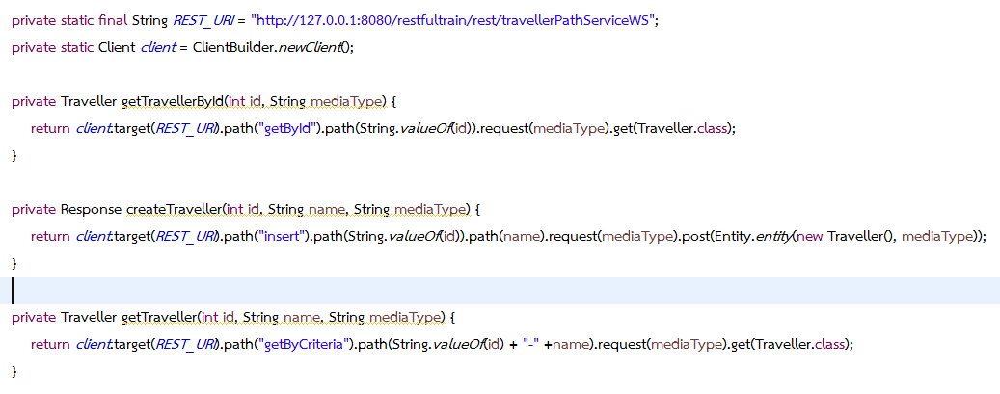 private static final String REST_URI = "http://127.0.0.1:8080/restfultrain/rest/travellerPathServiceWS";
private static Client client = ClientBuilder.newClient();
private Traveller getTravellerById(int id, String mediaType) {
return client.target(REST_URI).path("getById").path(String.valueOf(id)).request(mediaType).get(Traveller.class);
}
private Response createTraveller(int id, String name, String mediaType) {
return client.target(REST_URI).path("insert").path(String.valueOf(id)).path(name).request(mediaType).post(Entity.entity(new Traveller(), mediaType));
}
private Traveller getTraveller(int id, String name, String mediaType) {
return client.target(REST_URI).path("getByCriteria").path(String.valueOf(id) + "-" +name).request(mediaType).get(Traveller.class);
}